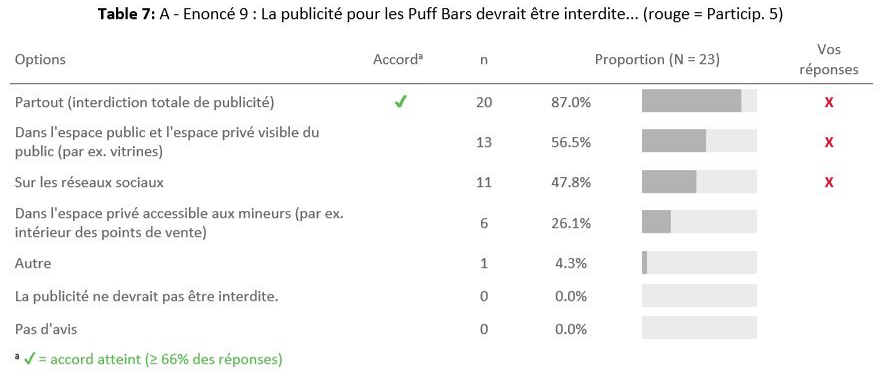 Table 7: A - Enoncé 9 : La publicité pour les Puff Bars devrait être interdite... (rouge = Particip. 5)
Options Accordᵃ n Proportion (N = 23) Vos réponses
Partout (interdiction totale de publicité) ✓ 20 87.0% X
Dans l'espace public et l'espace privé visible du
public (par ex. vitrines) 13 56.5% X
Sur les réseaux sociaux 11 47.8% X
Dans l'espace privé accessible aux mineurs (par ex.
intérieur des points de vente) 6 26.1%
Autre 1 4.3%
La publicité ne devrait pas être interdite. 0 0.0%
Pas d'avis 0 0.0%
ᵃ ✓ = accord atteint (≥ 66% des réponses)